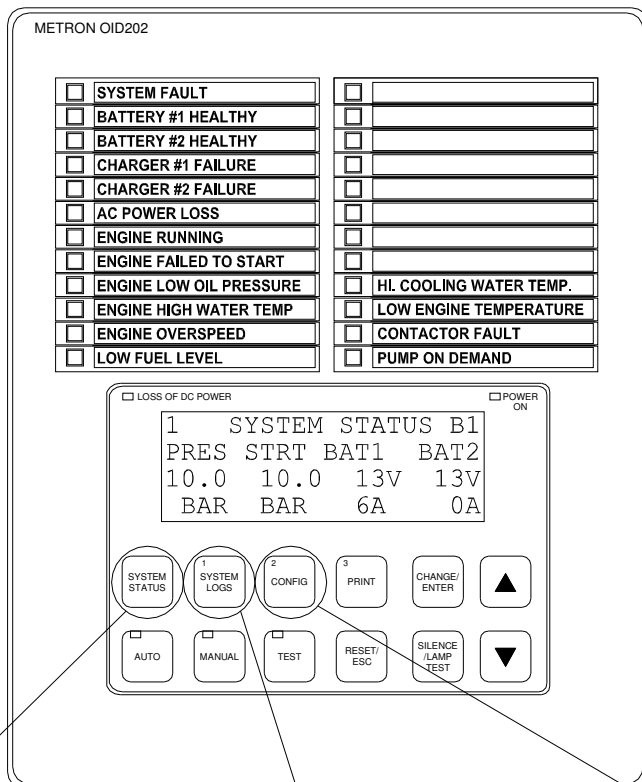 METRON OID202
SYSTEM FAULT
BATTERY #1 HEALTHY
BATTERY #2 HEALTHY
CHARGER #1 FAILURE
CHARGER #2 FAILURE
AC POWER LOSS
ENGINE RUNNING
ENGINE FAILED TO START
ENGINE LOW OIL PRESSURE
ENGINE HIGH WATER TEMP
ENGINE OVERSPEED
LOW FUEL LEVEL
HI. COOLING WATER TEMP.
LOW ENGINE TEMPERATURE
CONTACTOR FAULT
PUMP ON DEMAND
LOSS OF DC POWER
POWER
ON
1 SYSTEM STATUS B1
PRES STRT BAT1 BAT2
10.0 10.0 13V 13V
BAR BAR 6A 0A
SYSTEM
STATUS
1
SYSTEM
LOGS
2
CONFIG
3
PRINT
CHANGE/
ENTER
▲
AUTO
MANUAL
TEST
RESET/
ESC
SILENCE
/LAMP
TEST
▼